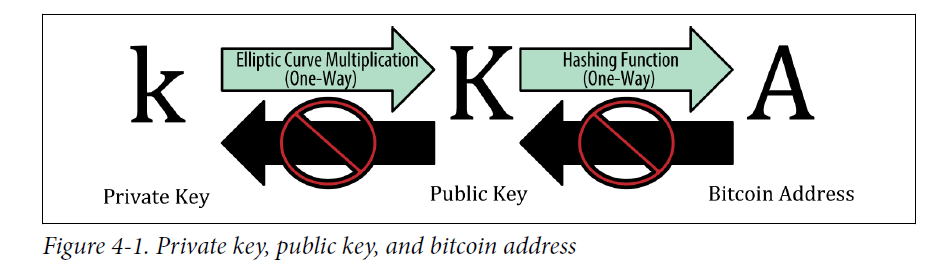 k
Elliptic Curve Multiplication
(One-Way)
K
Hashing Function
(One-Way)
A
Private Key
Public Key
Bitcoin Address
Figure 4-1. Private key, public key, and bitcoin address